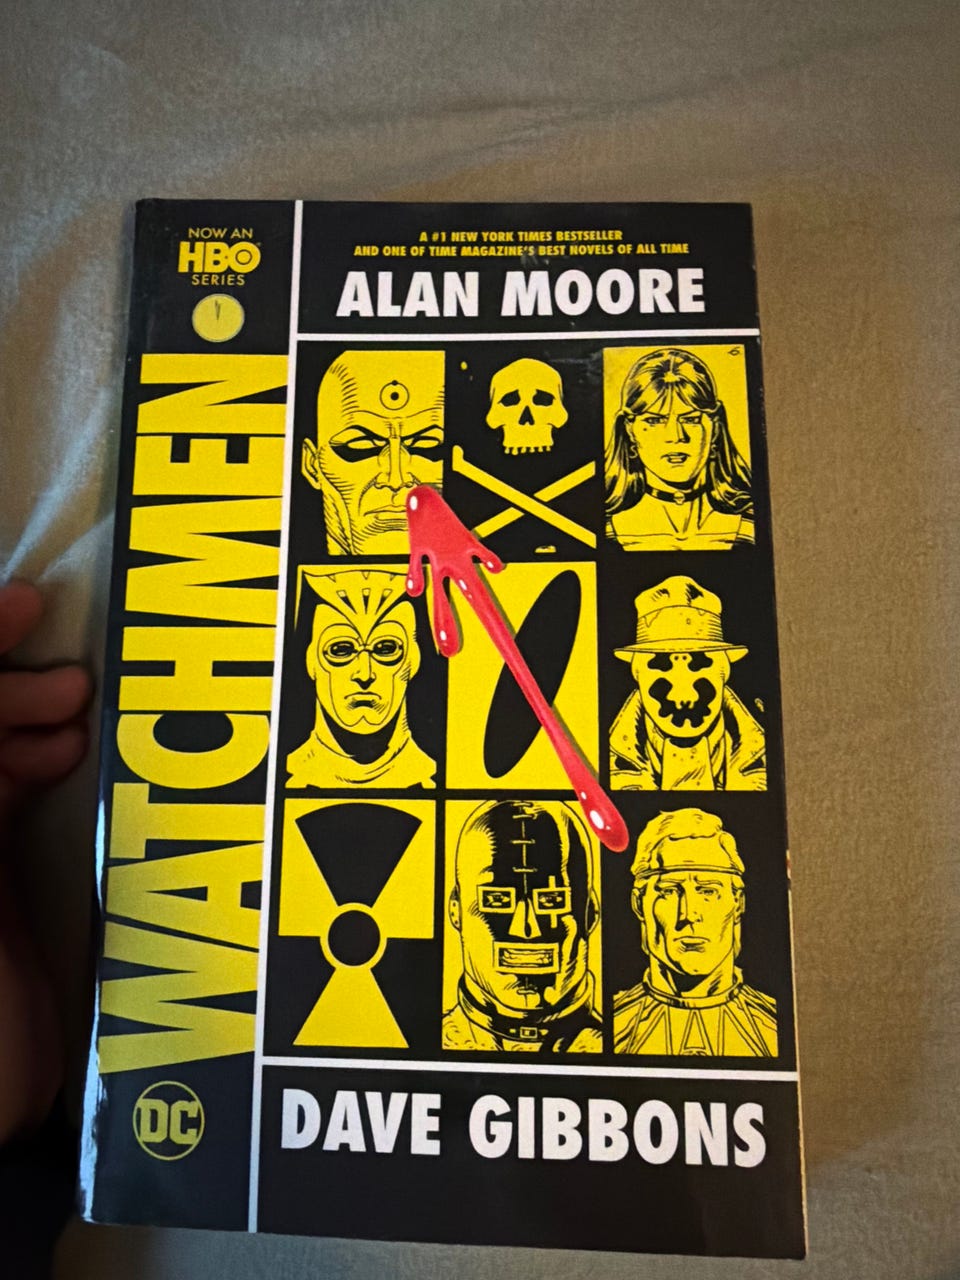 NOW AN
HBO
SERIES
A #1 NEW YORK TIMES BESTSELLER
AND ONE OF TIME MAGAZINE'S BEST NOVELS OF ALL TIME
ALAN MOORE
WATCHMEN
DC
DAVE GIBBONS